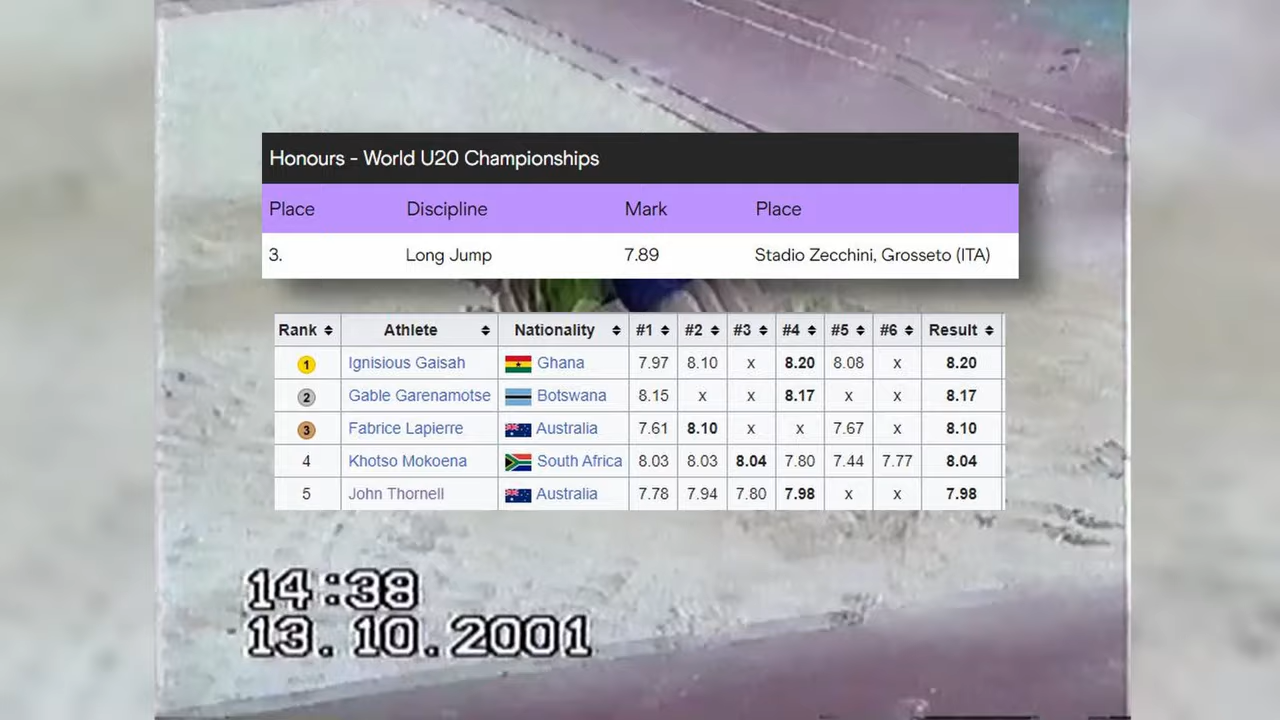 Honours - World U20 Championships
Place Discipline Mark Place
3. Long Jump 7.89 Stadio Zecchini, Grosseto (ITA)
Rank Athlete Nationality #1 #2 #3 #4 #5 #6 Result
1 Ignisious Gaisah Ghana 7.97 8.10 x 8.20 8.08 x 8.20
2 Gable Garenamotse Botswana 8.15 x x 8.17 x x 8.17
3 Fabrice Lapierre Australia 7.61 8.10 x x 7.67 x 8.10
4 Khotso Mokoena South Africa 8.03 8.03 8.04 7.80 7.44 7.77 8.04
5 John Thornell Australia 7.78 7.94 7.80 7.98 x x 7.98
14:38
13.10.2001